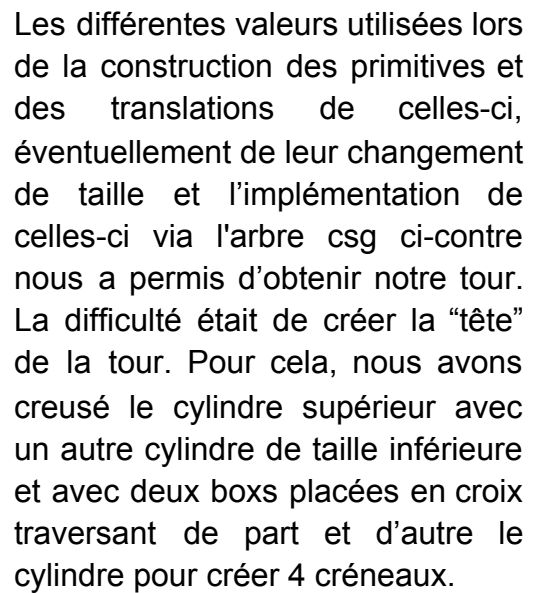 Les différentes valeurs utilisées lors
de la construction des primitives et
des translations de celles-ci,
éventuellement de leur changement
de taille et l’implémentation de
celles-ci via l'arbre csg ci-contre
nous a permis d’obtenir notre tour.
La difficulté était de créer la “tête”
de la tour. Pour cela, nous avons
creusé le cylindre supérieur avec
un autre cylindre de taille inférieure
et avec deux boxs placées en croix
traversant de part et d’autre le
cylindre pour créer 4 créneaux.